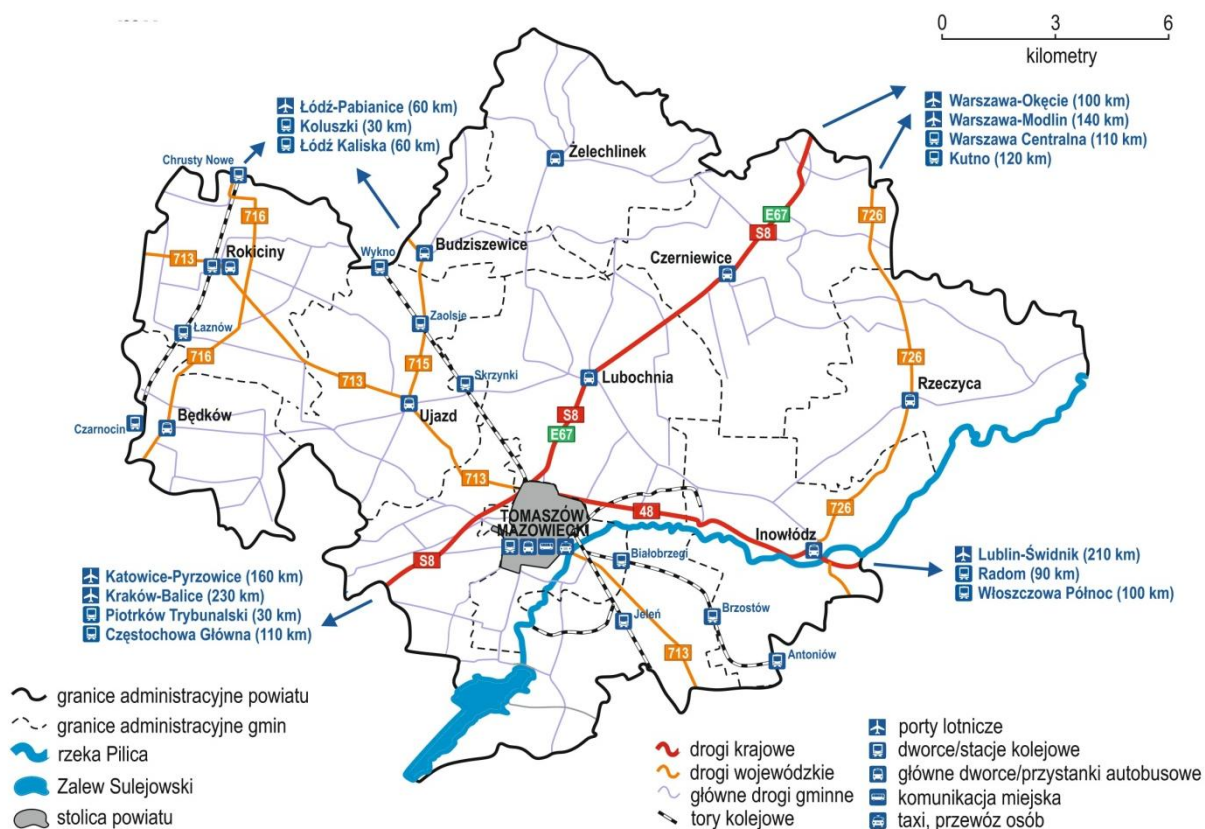 0 3 6
kilometry
Łódź-Pabianice (60 km)
Koluszki (30 km)
Łódź Kaliska (60 km)
Warszawa-Okęcie (100 km)
Warszawa-Modlin (140 km)
Warszawa Centralna (110 km)
Kutno (120 km)
Chrusty Nowe
Żelechlinek
716
E67
S8
726
713
Rokiciny
Wykno
Budziszewice
Czerniewice
Zaolsie
Łaznów
716
715
726
713
Skrzynki
Lubochnia
Rzeczyca
Czarnocin
Będków
Ujazd
S8
E67
713
48
726
TOMASZÓW
MAZOWIECKI
Inowłódz
S8
Białobrzegi
Lublin-Świdnik (210 km)
Radom (90 km)
Włoszczowa Północ (100 km)
Katowice-Pyrzowice (160 km)
Kraków-Balice (230 km)
Piotrków Trybunalski (30 km)
Częstochowa Główna (110 km)
Jeleń
Brzostów
713
Antoniów
granice administracyjne powiatu
granice administracyjne gmin
rzeka Pilica
Zalew Sulejowski
stolica powiatu
drogi krajowe
drogi wojewódzkie
główne drogi gminne
tory kolejowe
porty lotnicze
dworce/stacje kolejowe
główne dworce/przystanki autobusowe
komunikacja miejska
taxi, przewóz osób